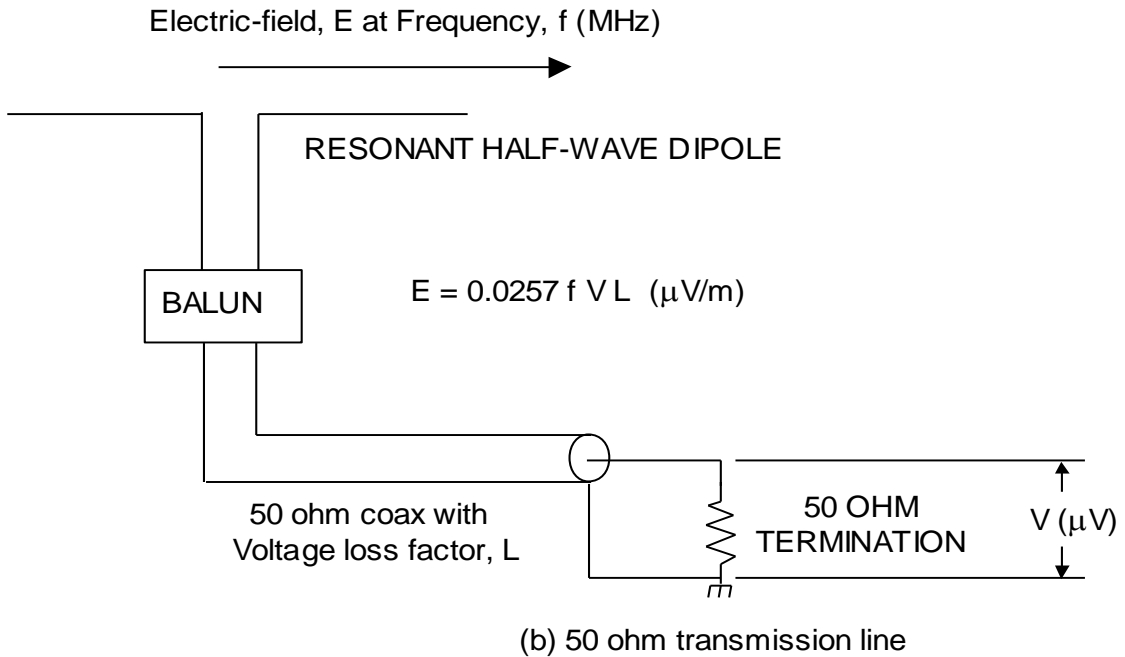 Electric-field, E at Frequency, f (MHz)
RESONANT HALF-WAVE DIPOLE
BALUN
E = 0.0257 f V L (μV/m)
50 ohm coax with
Voltage loss factor, L
50 OHM
TERMINATION
V (μV)
(b) 50 ohm transmission line